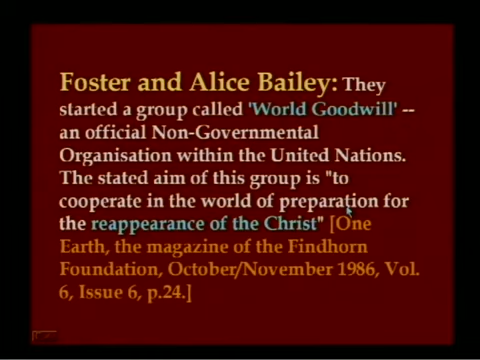 Foster and Alice Bailey: They
started a group called 'World Goodwill' --
an official Non-Governmental
Organisation within the United Nations.
The stated aim of this group is "to
cooperate in the world of preparation for
the reappearance of the Christ" [One
Earth, the magazine of the Findhorn
Foundation, October/November 1986, Vol.
6, Issue 6, p.24.]